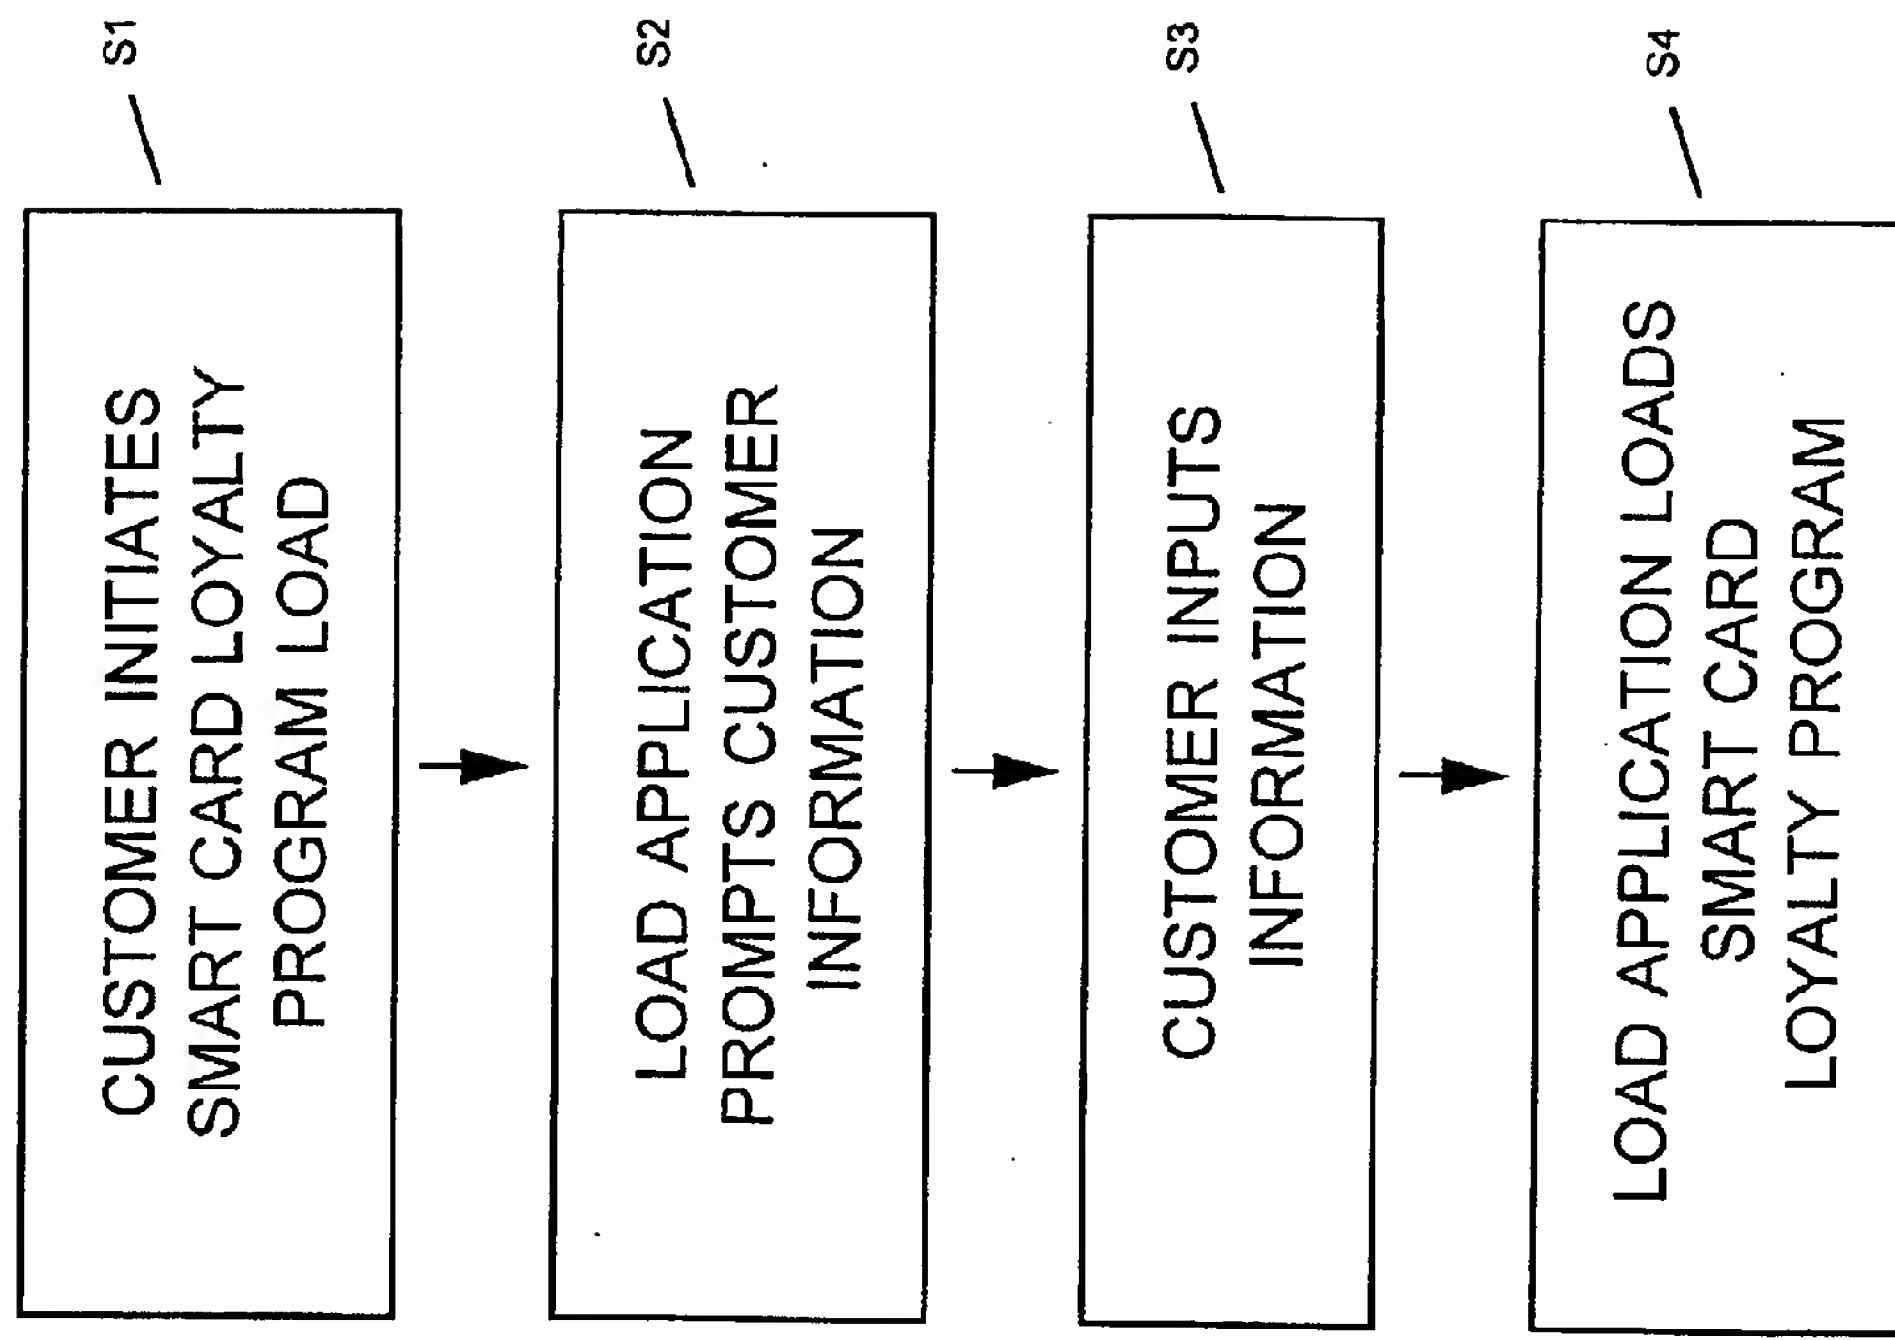 CUSTOMER INITIATES
SMART CARD LOYALTY
PROGRAM LOAD
S1
LOAD APPLICATION
PROMPTS CUSTOMER
INFORMATION
S2
CUSTOMER INPUTS
INFORMATION
S3
LOAD APPLICATION LOADS
SMART CARD
LOYALTY PROGRAM
S4